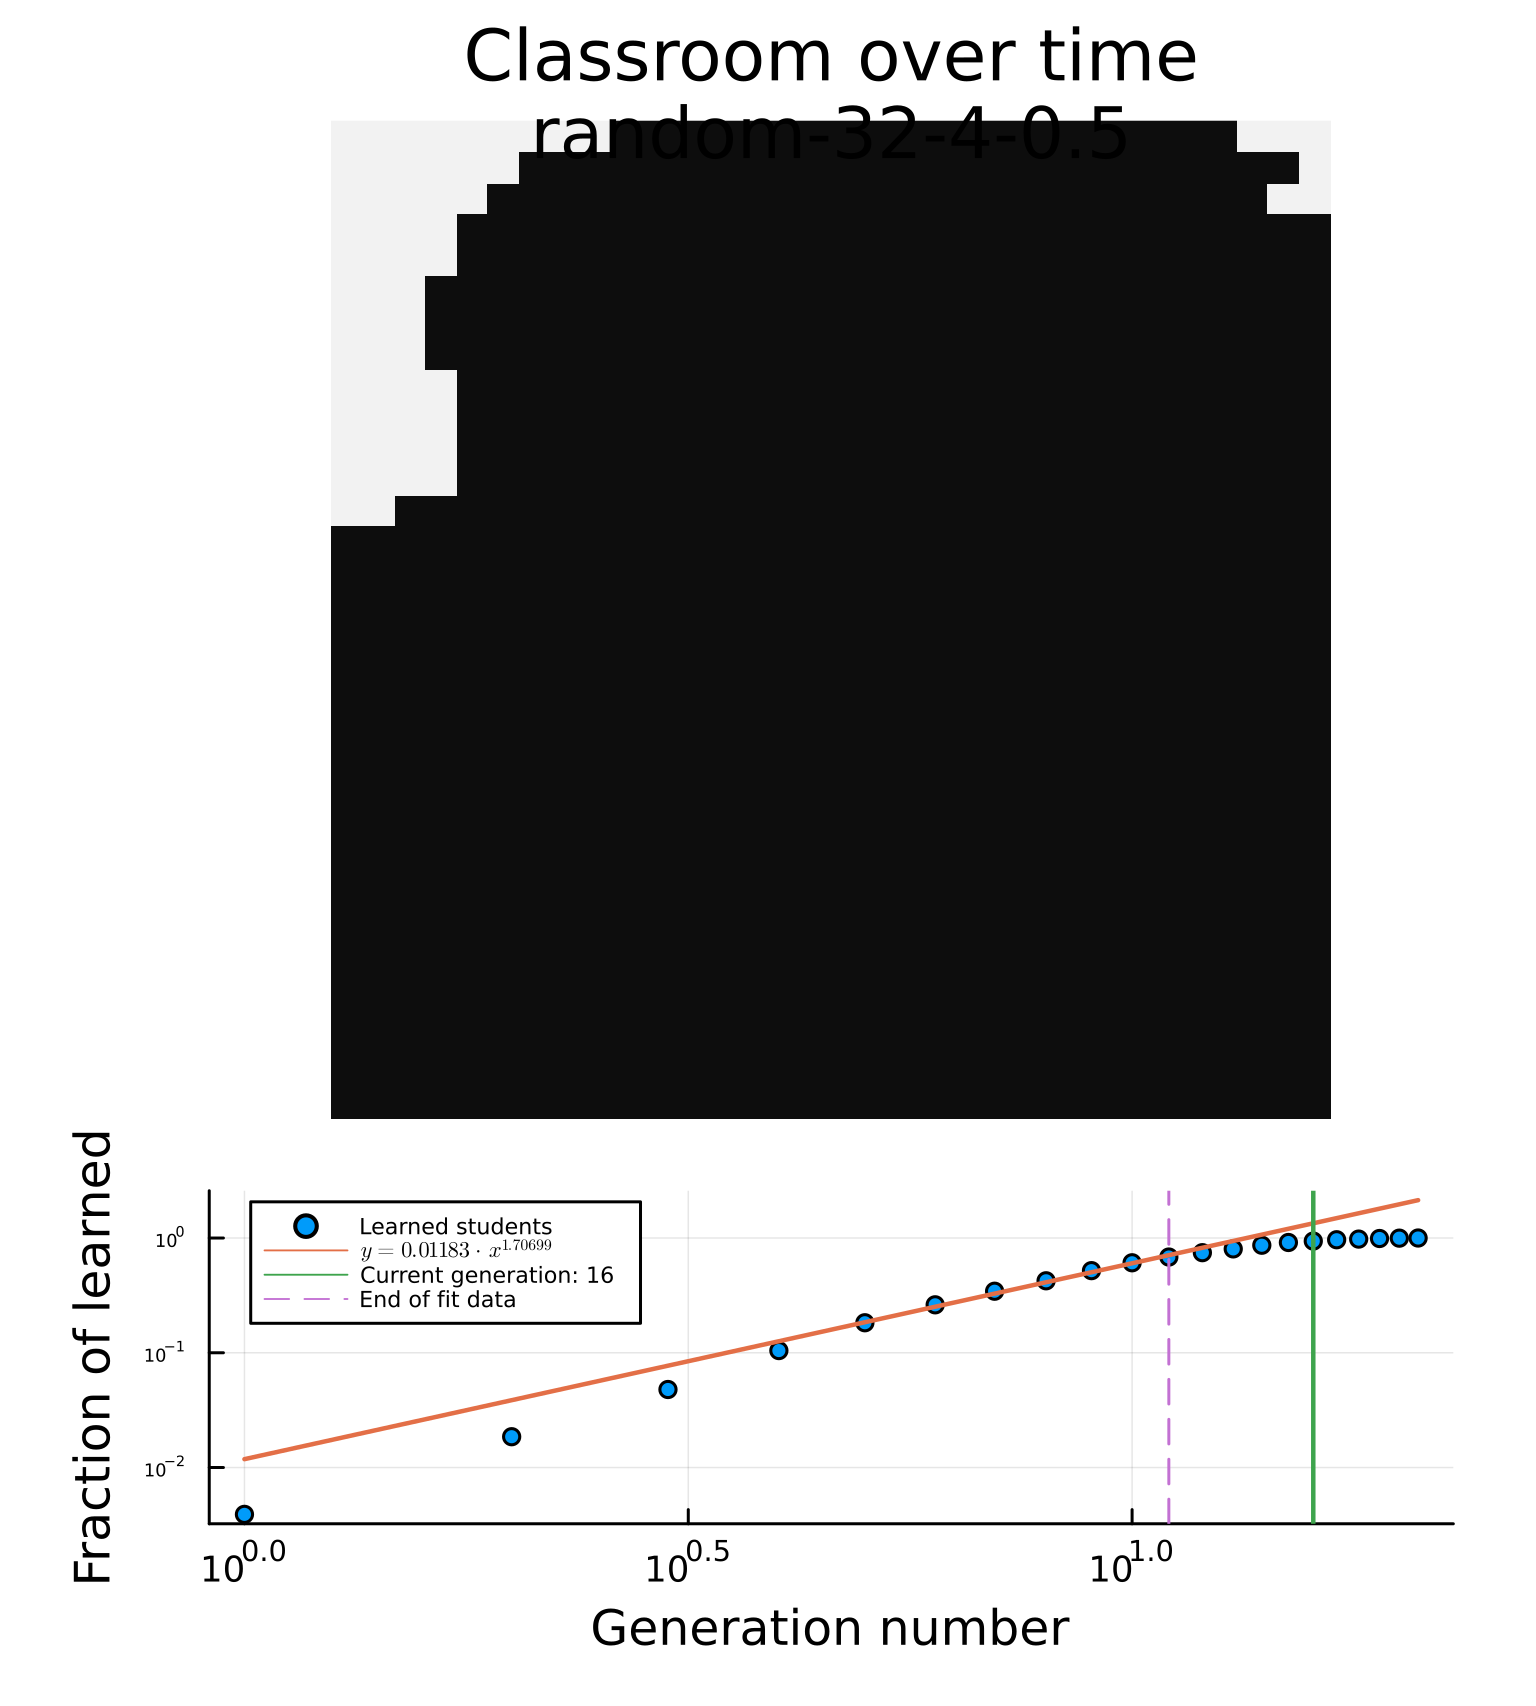 Classroom over time
random-32-4-0.5
Fraction of learned
10^0
10^-1
10^-2
Learned students
y = 0.01183 · x^1.70699
Current generation: 16
End of fit data
10^0.0
10^0.5
10^1.0
Generation number